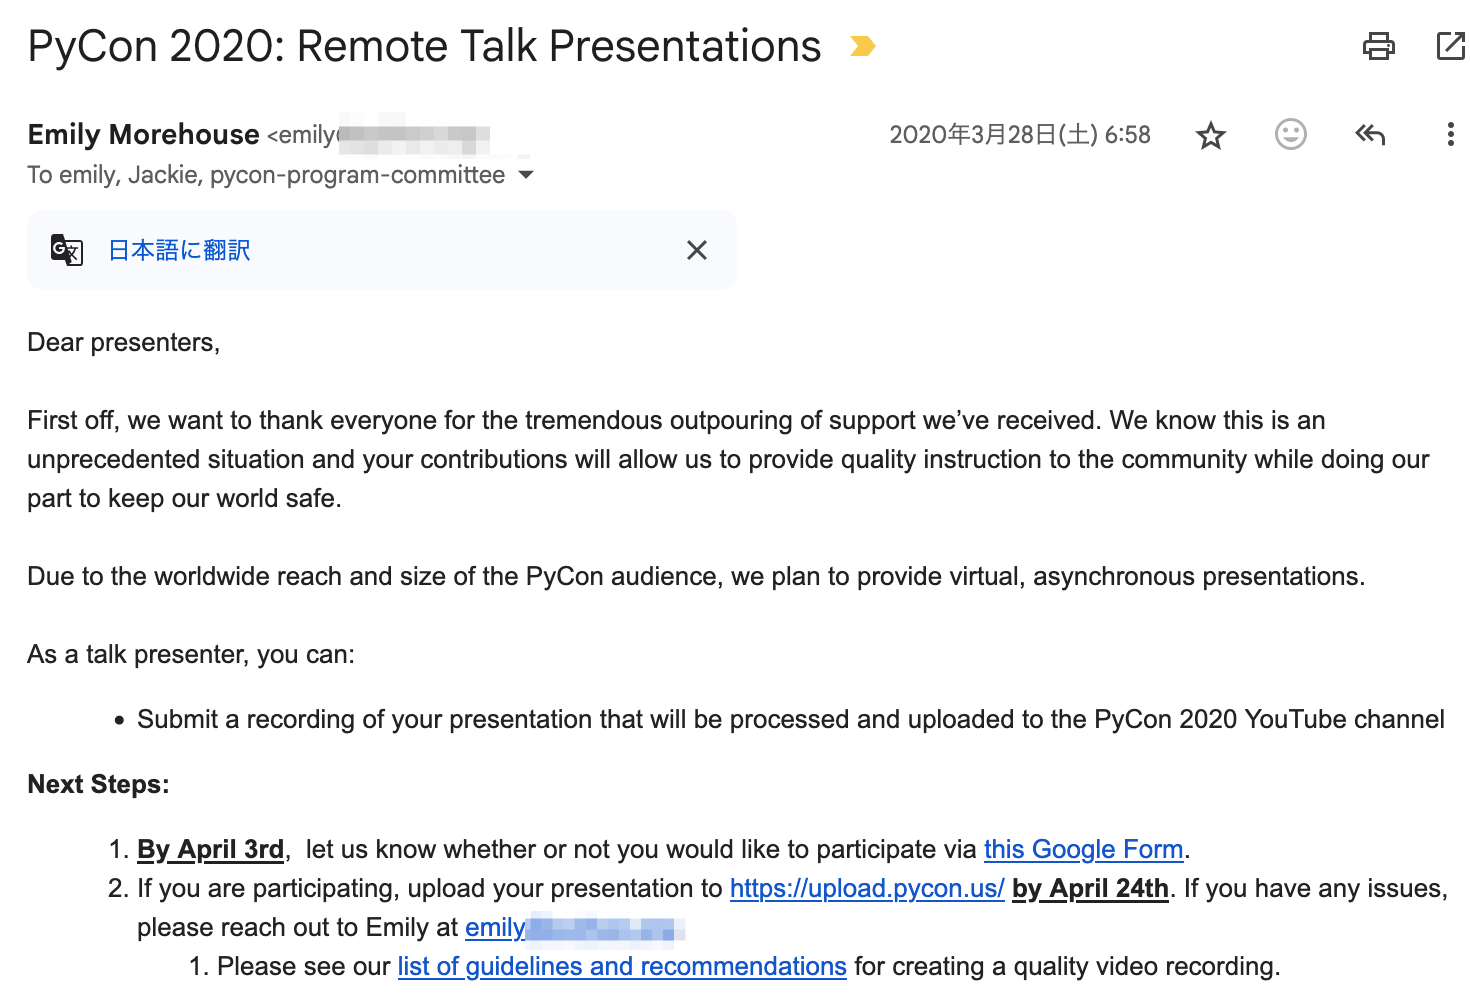 PyCon 2020: Remote Talk Presentations
Emily Morehouse <emily
2020年3月28日(土) 6:58
To emily, Jackie, pycon-program-committee
日本語に翻訳
Dear presenters,
First off, we want to thank everyone for the tremendous outpouring of support we’ve received. We know this is an
unprecedented situation and your contributions will allow us to provide quality instruction to the community while doing our
part to keep our world safe.
Due to the worldwide reach and size of the PyCon audience, we plan to provide virtual, asynchronous presentations.
As a talk presenter, you can:
• Submit a recording of your presentation that will be processed and uploaded to the PyCon 2020 YouTube channel
Next Steps:
1. By April 3rd,  let us know whether or not you would like to participate via this Google Form.
2. If you are participating, upload your presentation to https://upload.pycon.us/ by April 24th. If you have any issues,
please reach out to Emily at emily
1. Please see our list of guidelines and recommendations for creating a quality video recording.